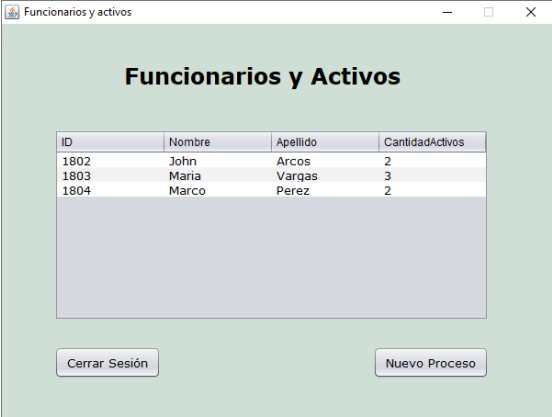 Funcionarios y activos
Funcionarios y Activos
ID Nombre Apellido CantidadActivos
1802 John Arcos 2
1803 Maria Vargas 3
1804 Marco Perez 2
Cerrar Sesión Nuevo Proceso